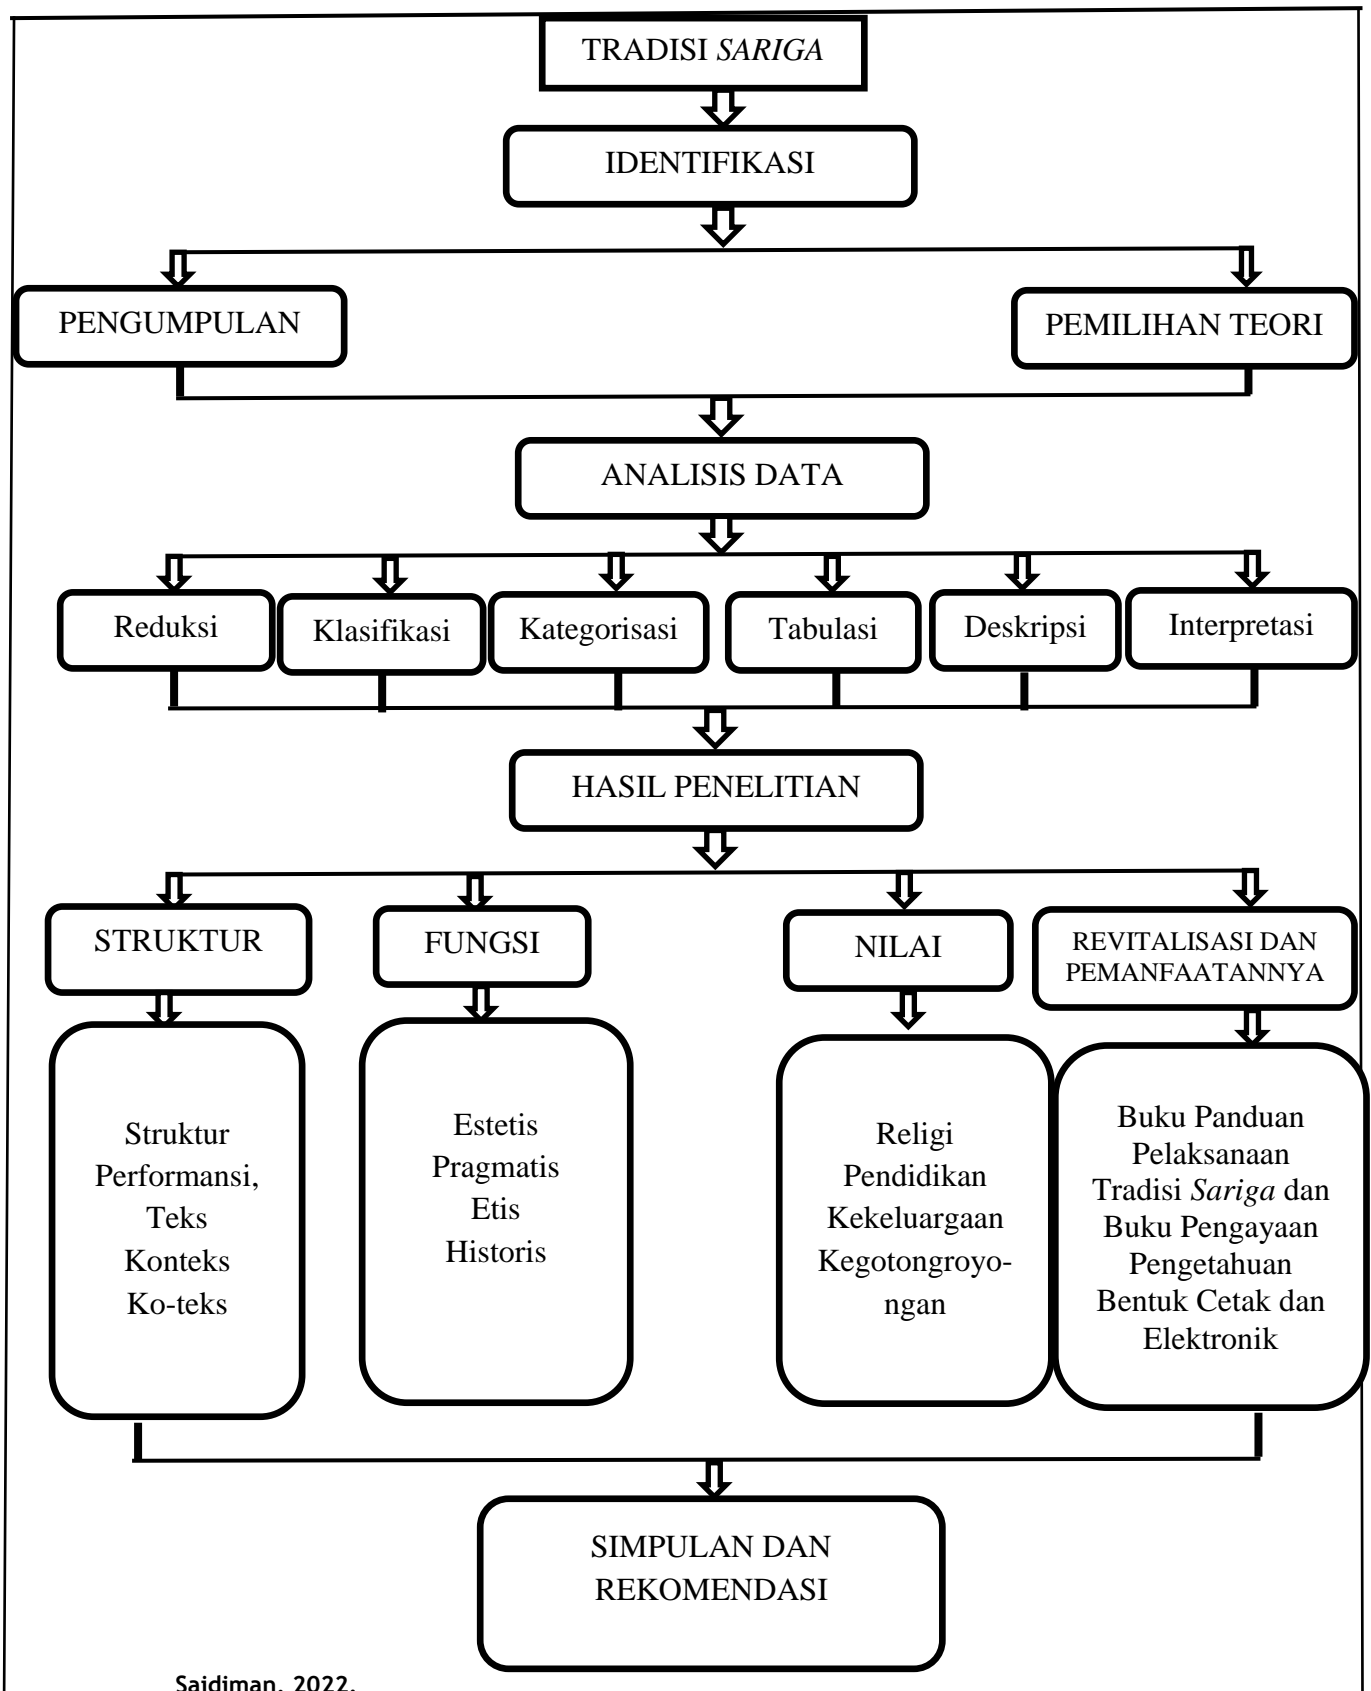 TRADISI SARIGA
IDENTIFIKASI
PENGUMPULAN
PEMILIHAN TEORI
ANALISIS DATA
Reduksi
Klasifikasi
Kategorisasi
Tabulasi
Deskripsi
Interpretasi
HASIL PENELITIAN
STRUKTUR
FUNGSI
NILAI
REVITALISASI DAN
PEMANFAATANNYA
Struktur
Performansi,
Teks
Konteks
Ko-teks
Estetis
Pragmatis
Etis
Historis
Religi
Pendidikan
Kekeluargaan
Kegotongroyo-
ngan
Buku Panduan
Pelaksanaan
Tradisi Sariga dan
Buku Pengayaan
Pengetahuan
Bentuk Cetak dan
Elektronik
SIMPULAN DAN
REKOMENDASI
Saidiman, 2022.